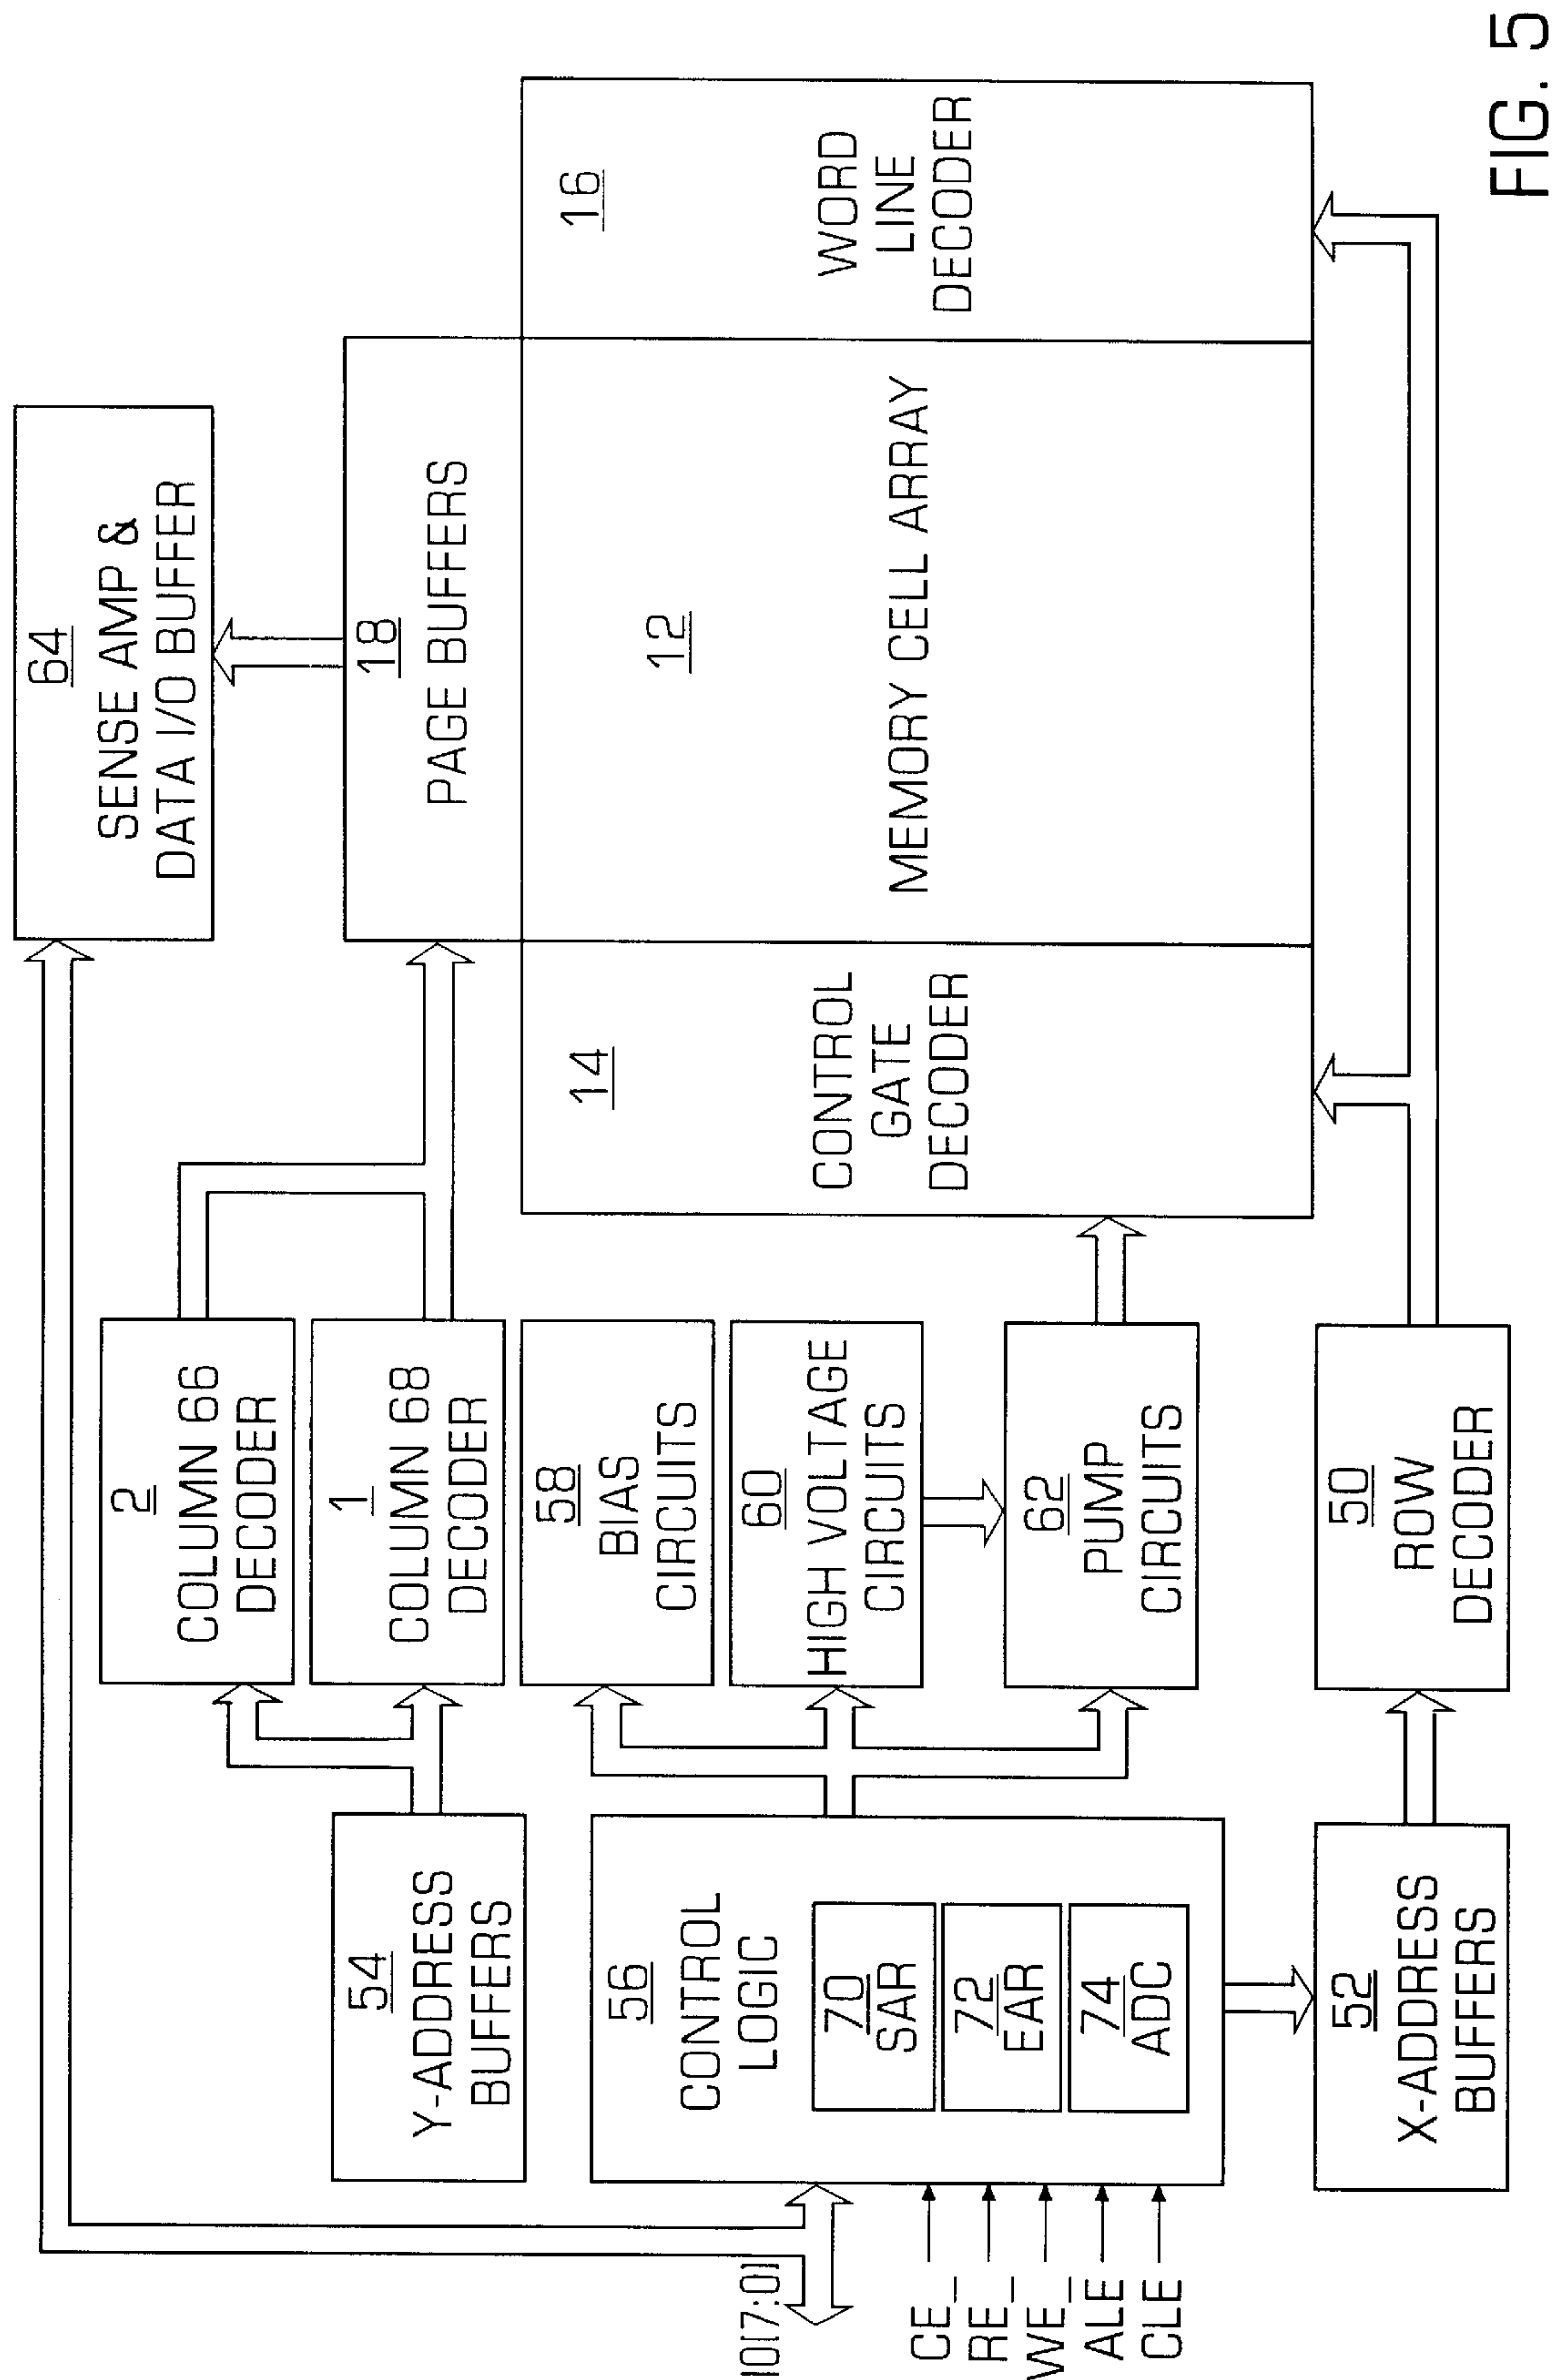 64
SENSE AMP &
DATA I/O BUFFER
2
COLUMN 66
DECODER
1
COLUMN 68
DECODER
18
PAGE BUFFERS
54
Y-ADDRESS
BUFFERS
58
BIAS
CIRCUITS
14
CONTROL
GATE
DECODER
12
MEMORY CELL ARRAY
16
WORD
LINE
DECODER
56
CONTROL
LOGIC
70
SAR
72
EAR
74
ADC
60
HIGH VOLTAGE
CIRCUITS
IO[7:0]
CE_
RE_
WE_
ALE
CLE
62
PUMP
CIRCUITS
52
X-ADDRESS
BUFFERS
50
ROW
DECODER
FIG. 5